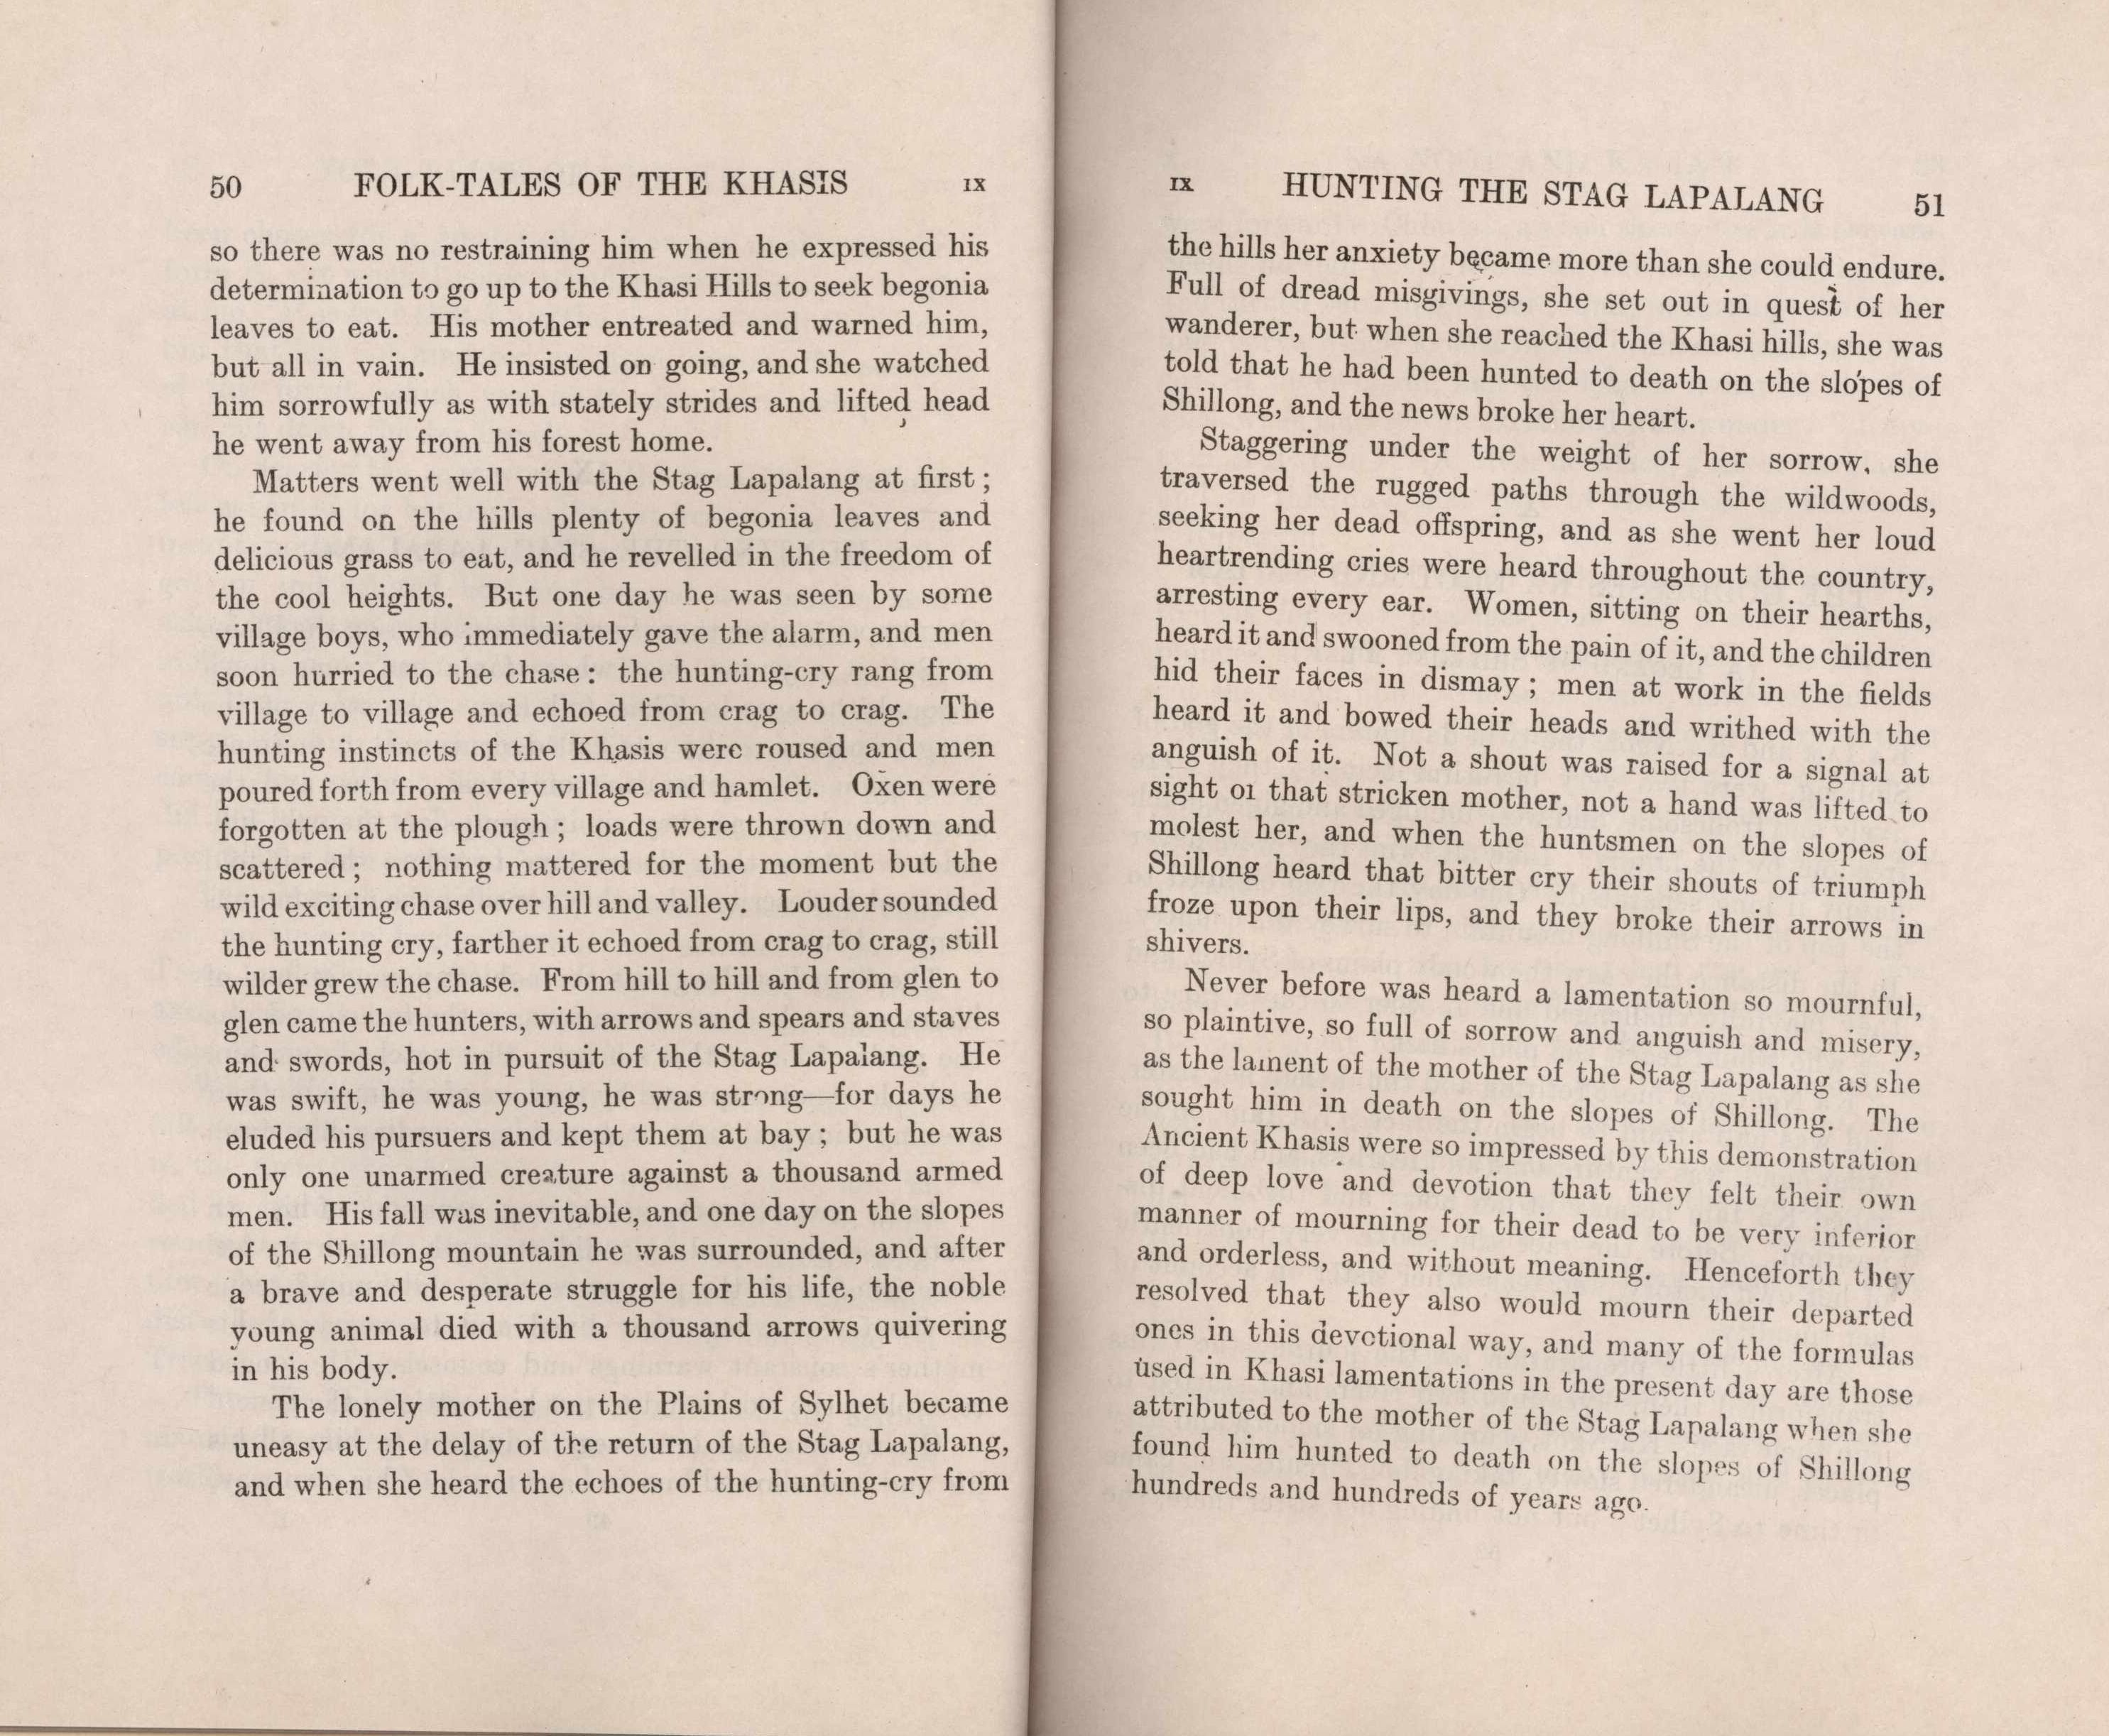 50 FOLK-TALES OF THE KHASIS IX
so there was no restraining him when he expressed his
determination to go up to the Khasi Hills to seek begonia
leaves to eat. His mother entreated and warned him,
but all in vain. He insisted on going, and she watched
him sorrowfully as with stately strides and lifted head
he went away from his forest home.
Matters went well with the Stag Lapalang at first ;
he found on the hills plenty of begonia leaves and
delicious grass to eat, and he revelled in the freedom of
the cool heights. But one day he was seen by some
village boys, who immediately gave the alarm, and men
soon hurried to the chase : the hunting-cry rang from
village to village and echoed from crag to crag. The
hunting instincts of the Khasis were roused and men
poured forth from every village and hamlet. Oxen were
forgotten at the plough ; loads were thrown down and
scattered ; nothing mattered for the moment but the
wild exciting chase over hill and valley. Louder sounded
the hunting cry, farther it echoed from crag to crag, still
wilder grew the chase. From hill to hill and from glen to
glen came the hunters, with arrows and spears and staves
and swords, hot in pursuit of the Stag Lapalang. He
was swift, he was young, he was strong—for days he
eluded his pursuers and kept them at bay ; but he was
only one unarmed creature against a thousand armed
men. His fall was inevitable, and one day on the slopes
of the Shillong mountain he was surrounded, and after
a brave and desperate struggle for his life, the noble
young animal died with a thousand arrows quivering
in his body.
The lonely mother on the Plains of Sylhet became
uneasy at the delay of the return of the Stag Lapalang,
and when she heard the echoes of the hunting-cry from
IX HUNTING THE STAG LAPALANG 51
the hills her anxiety became more than she could endure.
Full of dread misgivings, she set out in quest of her
wanderer, but when she reached the Khasi hills, she was
told that he had been hunted to death on the slopes of
Shillong, and the news broke her heart.
Staggering under the weight of her sorrow, she
traversed the rugged paths through the wildwoods,
seeking her dead offspring, and as she went her loud
heartrending cries were heard throughout the country,
arresting every ear. Women, sitting on their hearths,
heard it and swooned from the pain of it, and the children
hid their faces in dismay ; men at work in the fields
heard it and bowed their heads and writhed with the
anguish of it. Not a shout was raised for a signal at
sight of that stricken mother, not a hand was lifted to
molest her, and when the huntsmen on the slopes of
Shillong heard that bitter cry their shouts of triumph
froze upon their lips, and they broke their arrows in
shivers.
Never before was heard a lamentation so mournful,
so plaintive, so full of sorrow and anguish and misery,
as the lament of the mother of the Stag Lapalang as she
sought him in death on the slopes of Shillong. The
Ancient Khasis were so impressed by this demonstration
of deep love and devotion that they felt their own
manner of mourning for their dead to be very inferior
and orderless, and without meaning. Henceforth they
resolved that they also would mourn their departed
ones in this devotional way, and many of the formulas
used in Khasi lamentations in the present day are those
attributed to the mother of the Stag Lapalang when she
found him hunted to death on the slopes of Shillong
hundreds and hundreds of years ago.